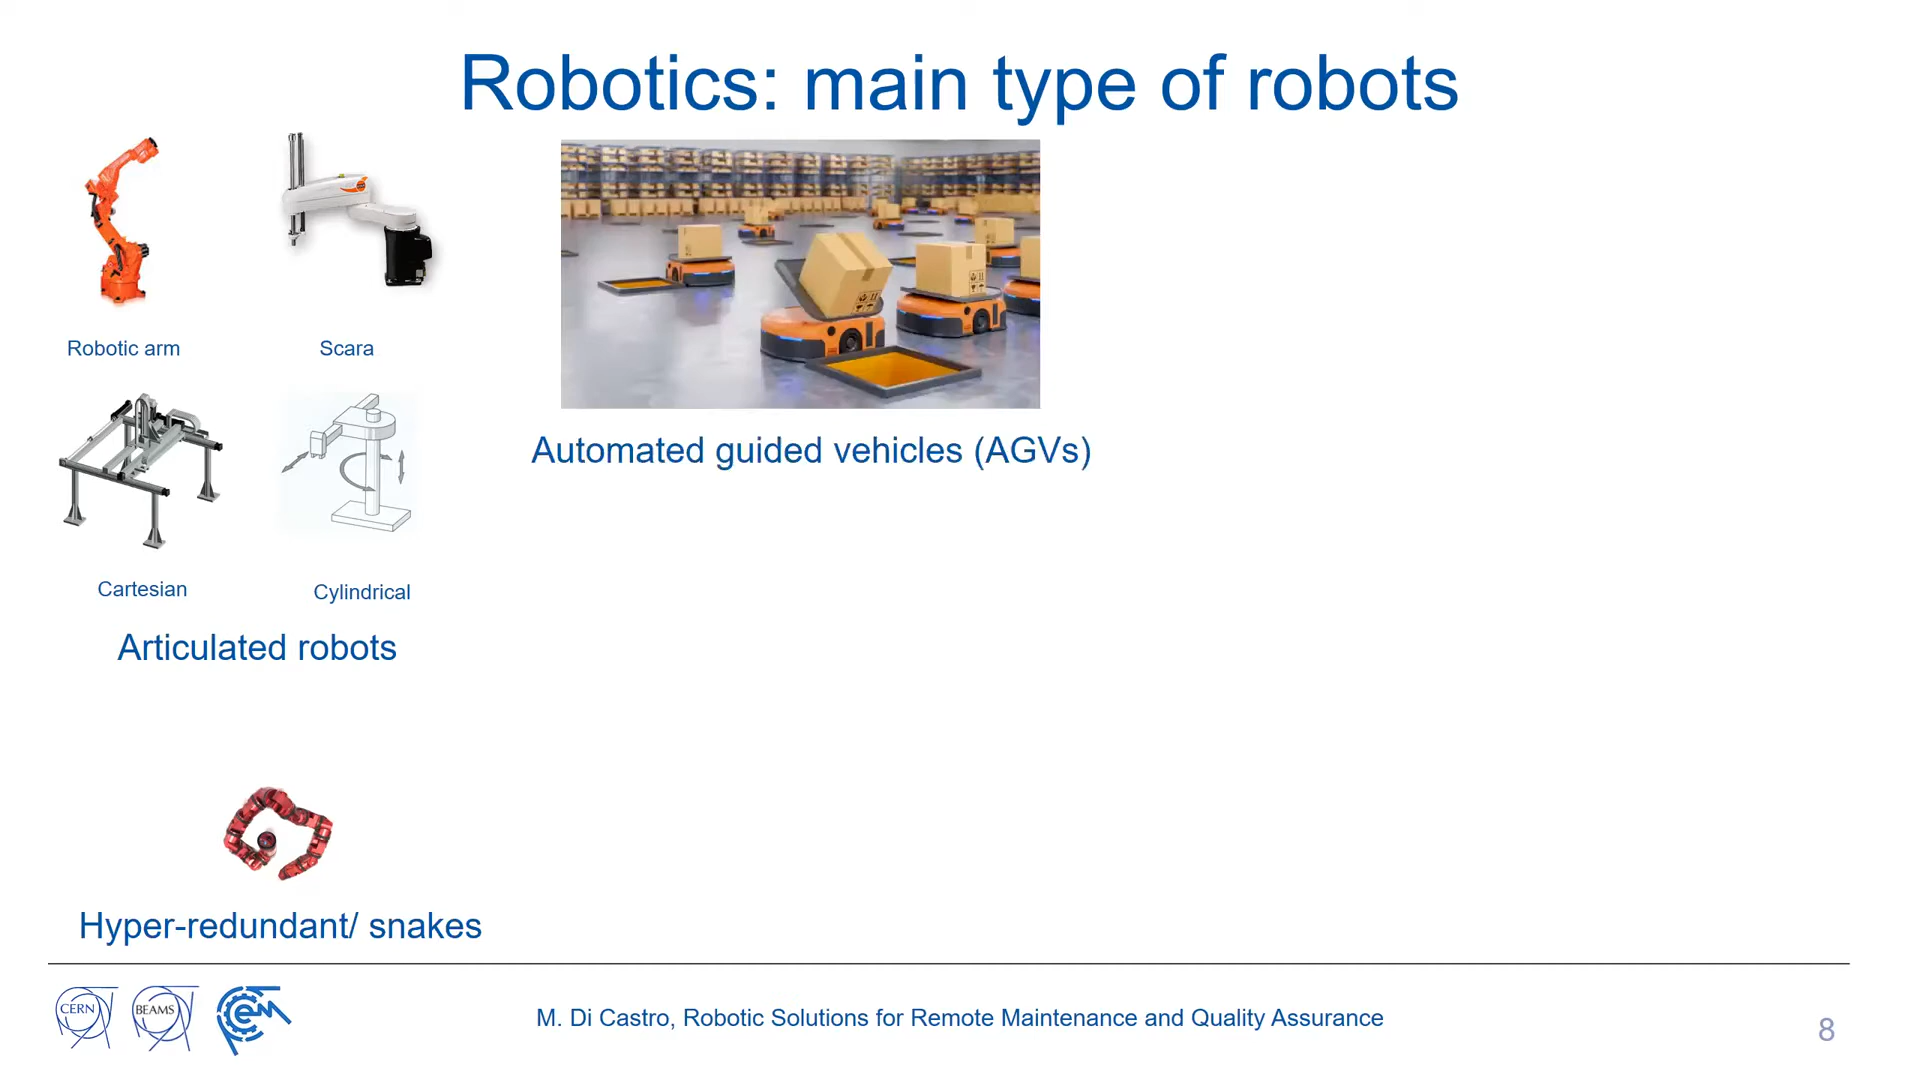 Robotics: main type of robots
Robotic arm
Scara
Cartesian
Cylindrical
Articulated robots
Automated guided vehicles (AGVs)
Hyper-redundant/ snakes
CERN
BEAMS
em
M. Di Castro, Robotic Solutions for Remote Maintenance and Quality Assurance
8